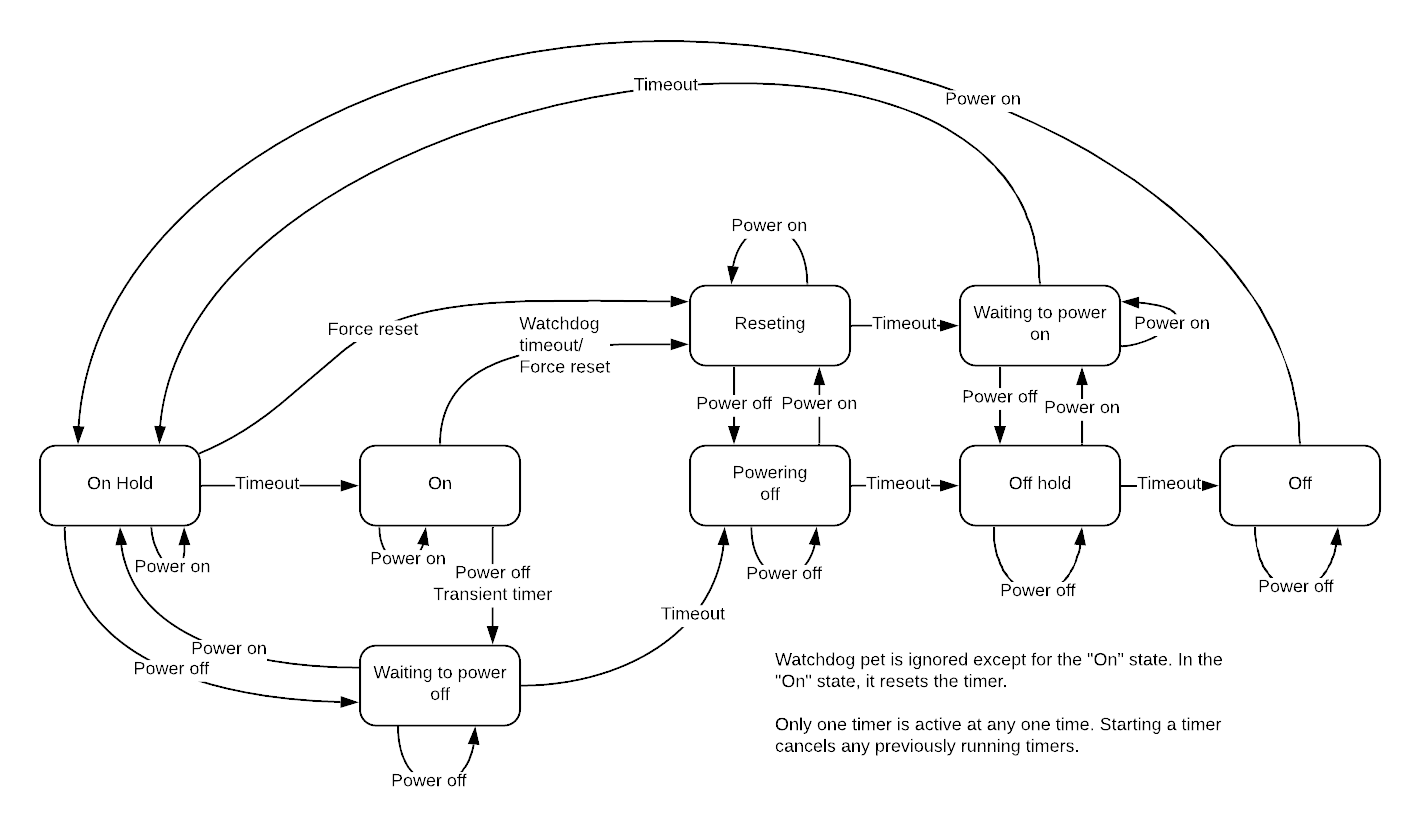 Timeout
Power on
Power on
Force reset
Watchdog
timeout/
Force reset
Reseting
Timeout
Waiting to power
on
Power on
Power off
Power on
Power off
Power on
On Hold
Timeout
On
Powering
off
Timeout
Off hold
Timeout
Off
Power on
Power on
Power off
Transient timer
Power off
Power off
Power off
Timeout
Power on
Power off
Waiting to power
off
Power off
Watchdog pet is ignored except for the "On" state. In the
"On" state, it resets the timer.
Only one timer is active at any one time. Starting a timer
cancels any previously running timers.